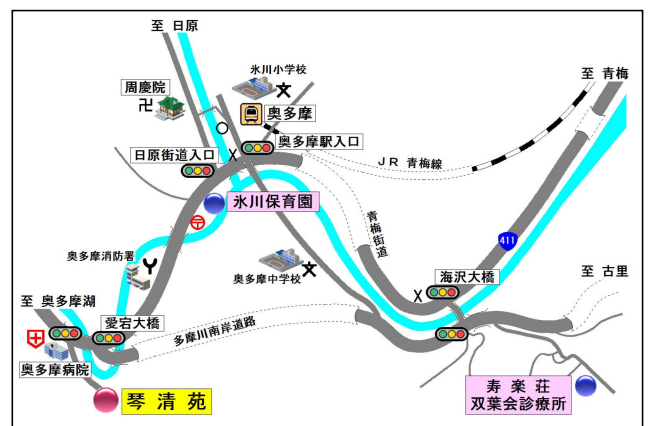 至 日原
氷川小学校
至 青梅
周慶院
奥多摩
日原街道入口
奥多摩駅入口
JR 青梅線
氷川保育園
青梅街道
411
奥多摩消防署
奥多摩中学校
海沢大橋
至 古里
至 奥多摩湖
愛宕大橋
多摩川南岸道路
奥多摩病院
琴清苑
寿楽荘
双葉会診療所